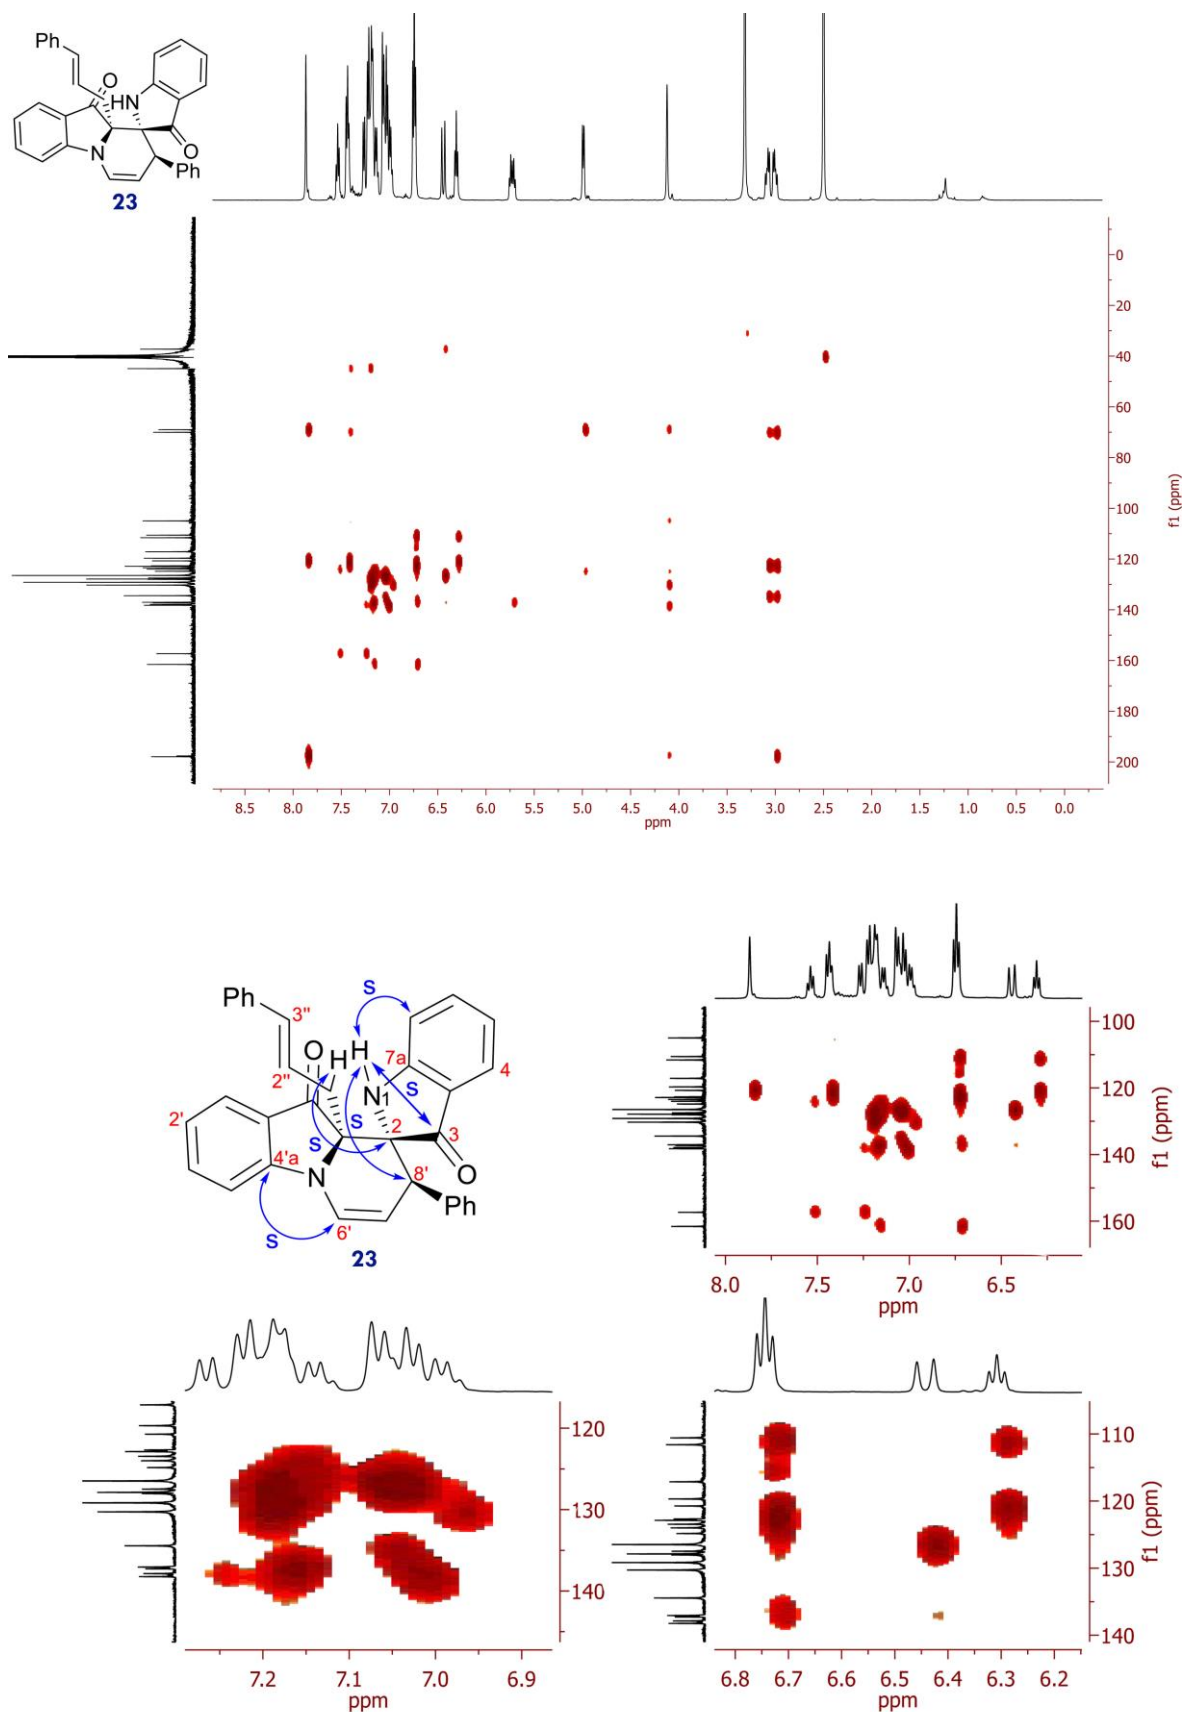 Ph
O
HN
N
O
Ph
23
0
20
40
60
80
100
120
140
160
180
200
f1 (ppm)
8.5 8.0 7.5 7.0 6.5 6.0 5.5 5.0 4.5 4.0 3.5 3.0 2.5 2.0 1.5 1.0 0.5 0.0
ppm
Ph
3''
S
O
H
H
7a
2''
4
S
N1
2'
S
S
2
3
4'a
8'
O
N
Ph
6'
S
23
100
120
140
160
f1 (ppm)
8.0 7.5 7.0 6.5
ppm
120
130
140
7.2 7.1 7.0 6.9
ppm
110
120
130
140
f1 (ppm)
6.8 6.7 6.6 6.5 6.4 6.3 6.2
ppm